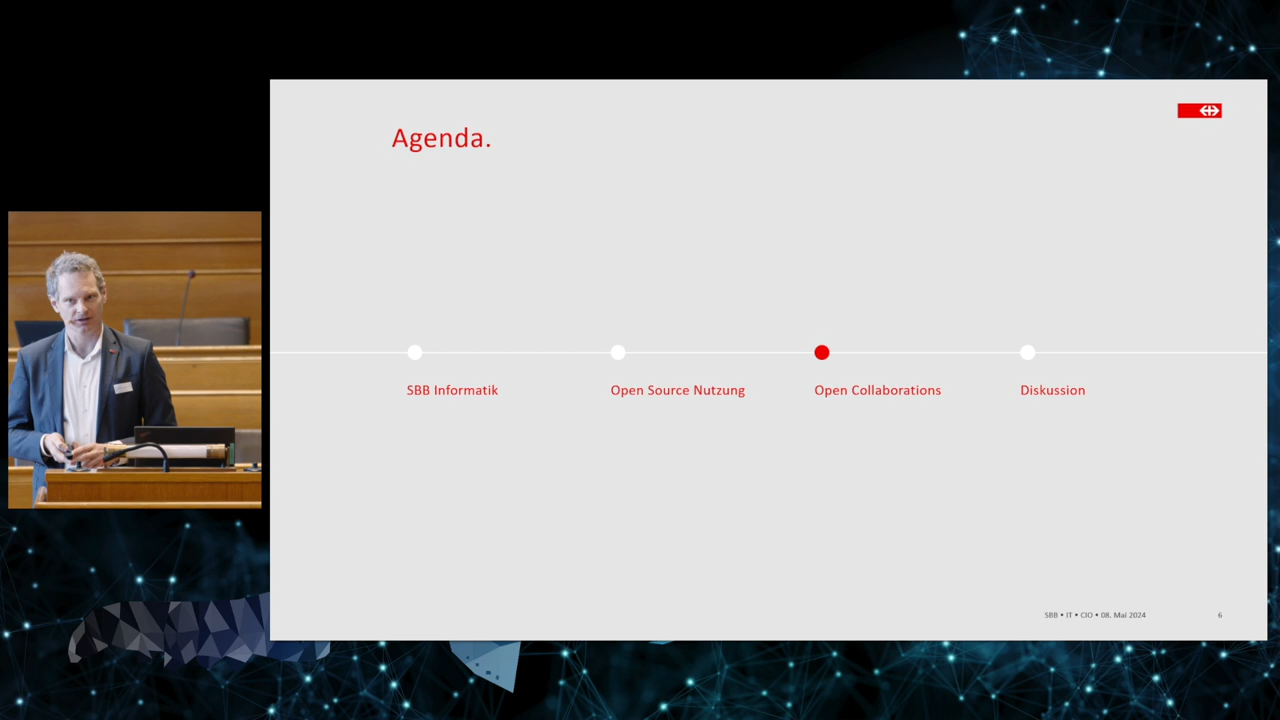 Agenda.
SBB Informatik
Open Source Nutzung
Open Collaborations
Diskussion
SBB • IT • CIO • 08. Mai 2024
6